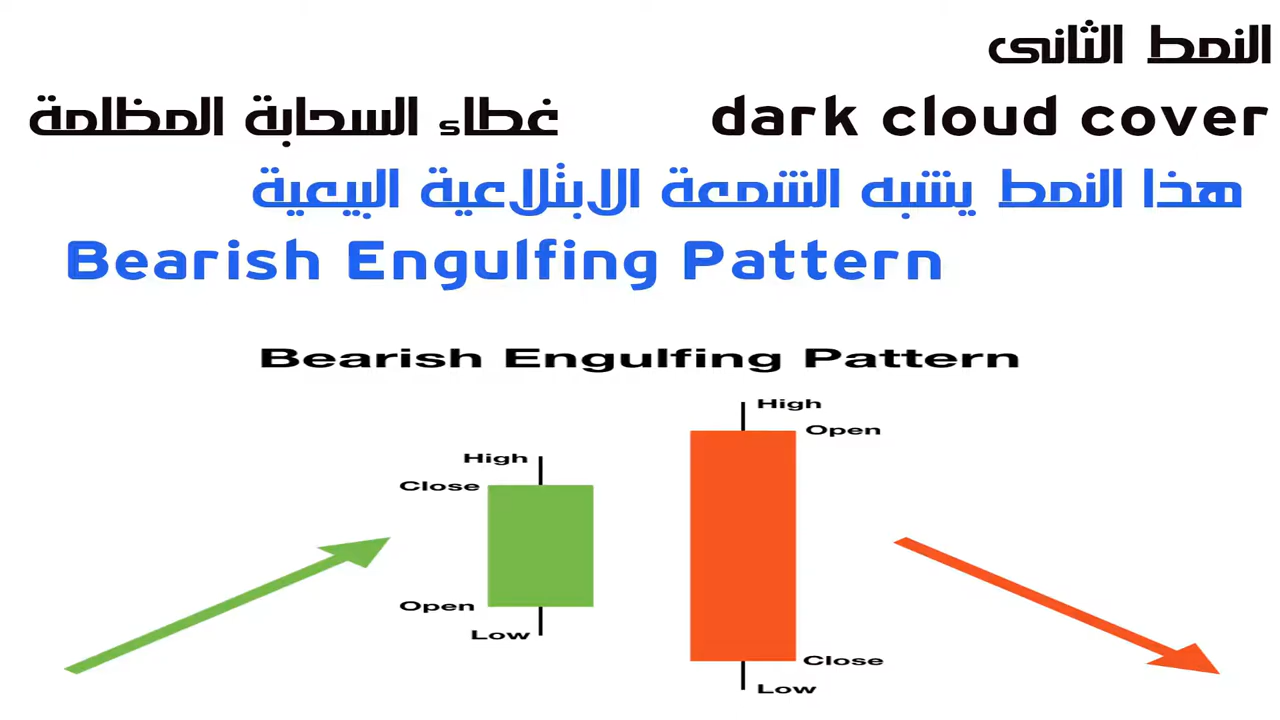 النمط الثانى
dark cloud cover غطاء السحابة المظلمة
هذا النمط يشبه الشمعة الابتلاعية البيعية
Bearish Engulfing Pattern
Bearish Engulfing Pattern
High
Open
High
Close
Open
Low
Close
Low